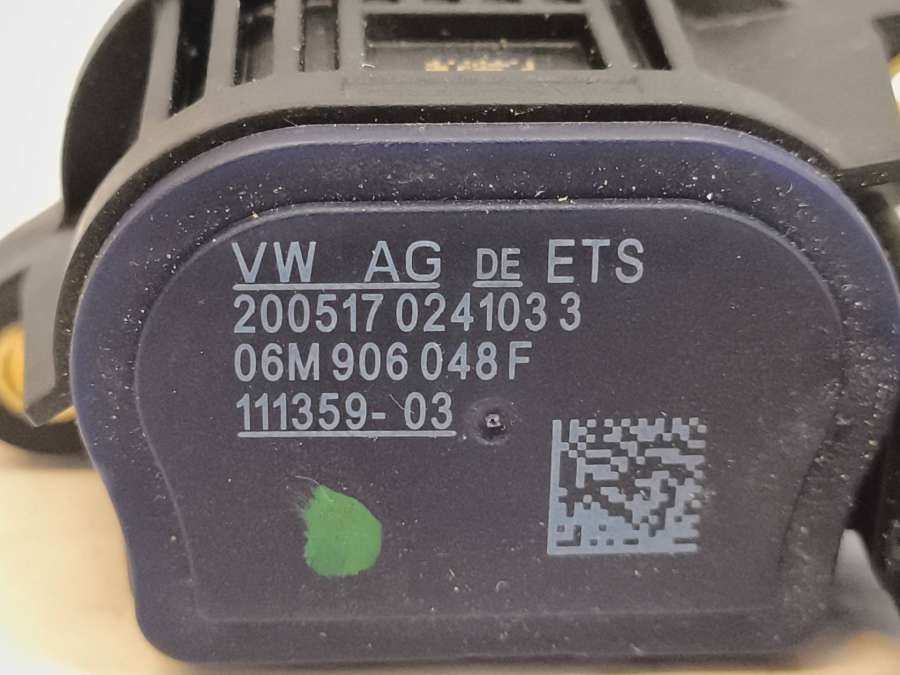 VW AG DE ETS
200517 024103 3
06M 906 048 F
111359- 03